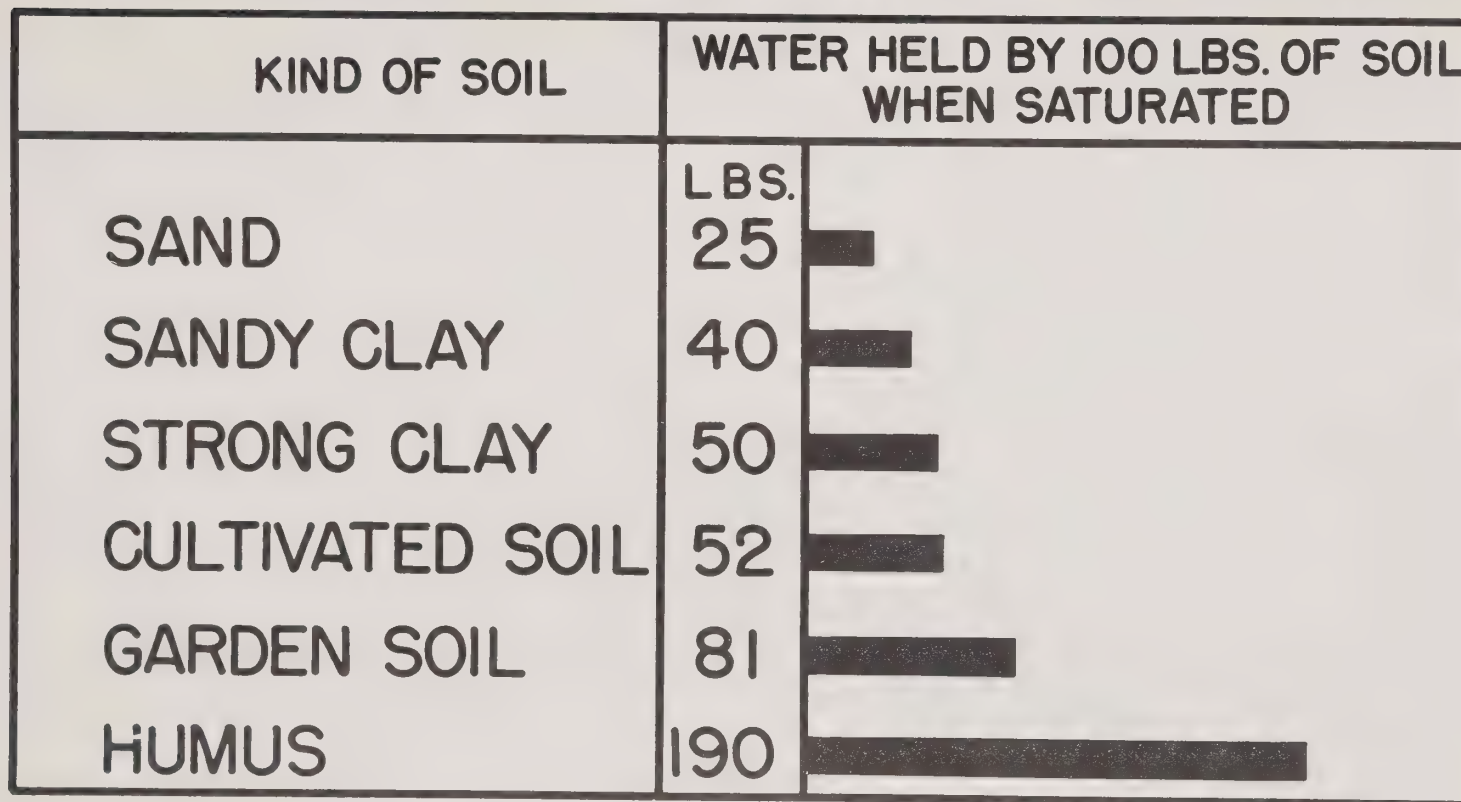 KIND OF SOIL
WATER HELD BY 100 LBS. OF SOIL
WHEN SATURATED
LBS.
SAND 25
SANDY CLAY 40
STRONG CLAY 50
CULTIVATED SOIL 52
GARDEN SOIL 81
HUMUS 190